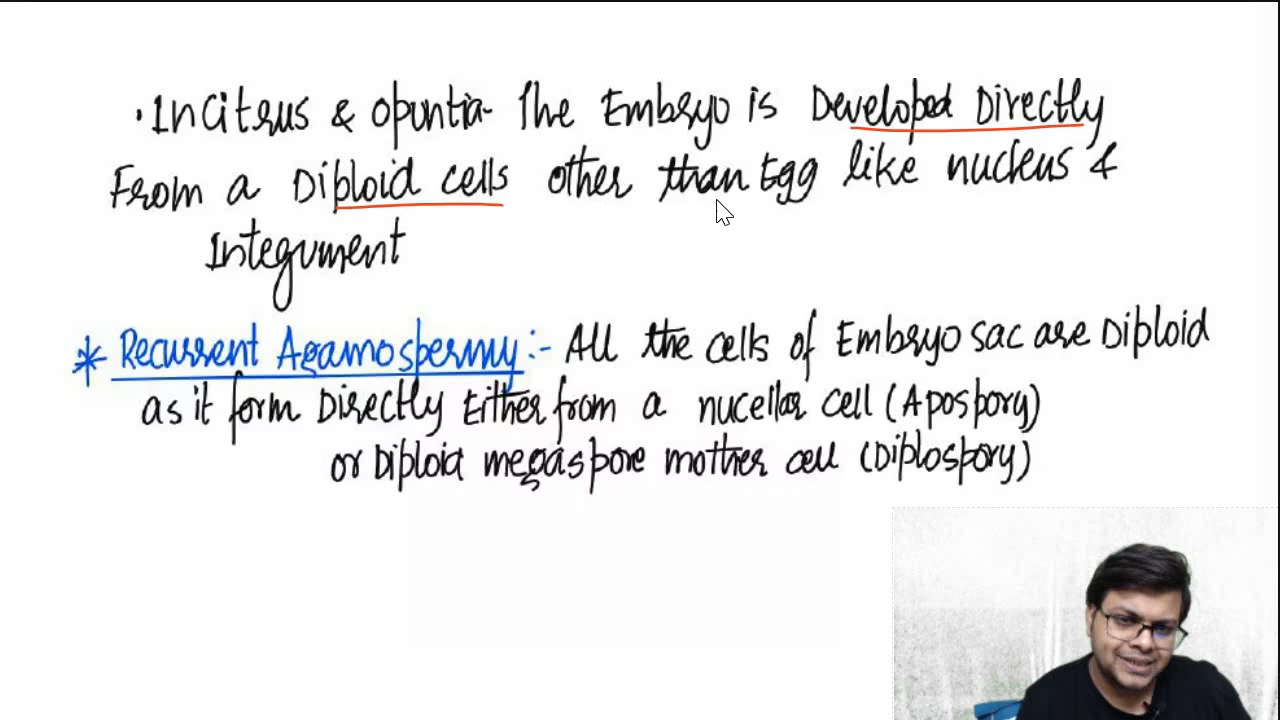 · In Citrus & opuntia- The Embryo is Developed Directly
From a Diploid cells other than Egg like nucleus &
Integument
* Recurrent Agamospermy:- All the cells of Embryo sac are Diploid
as it form Directly Either from a nucellar cell (Apospory)
or Diploid megaspore mother cell (Diplospory)